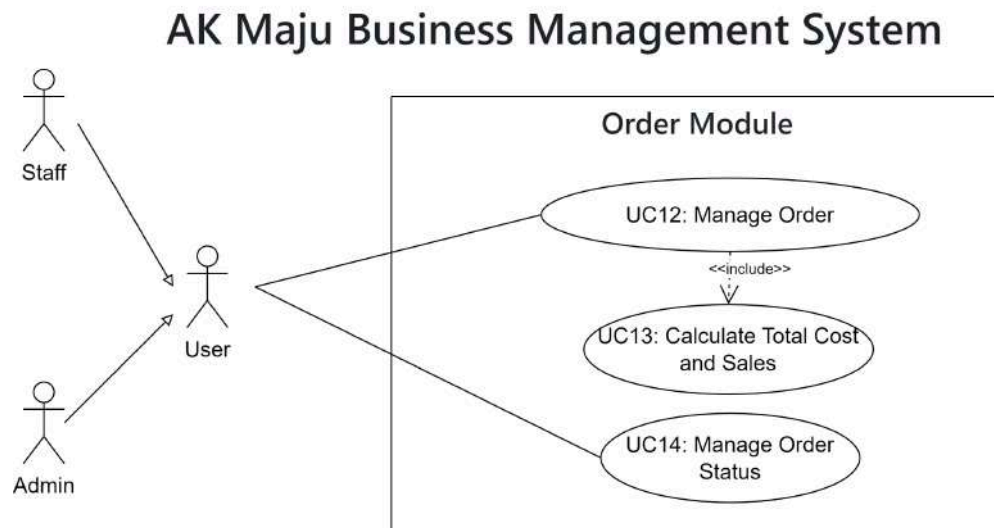 AK Maju Business Management System
Order Module
Staff
UC12: Manage Order
<<include>>
User
UC13: Calculate Total Cost
and Sales
UC14: Manage Order
Status
Admin